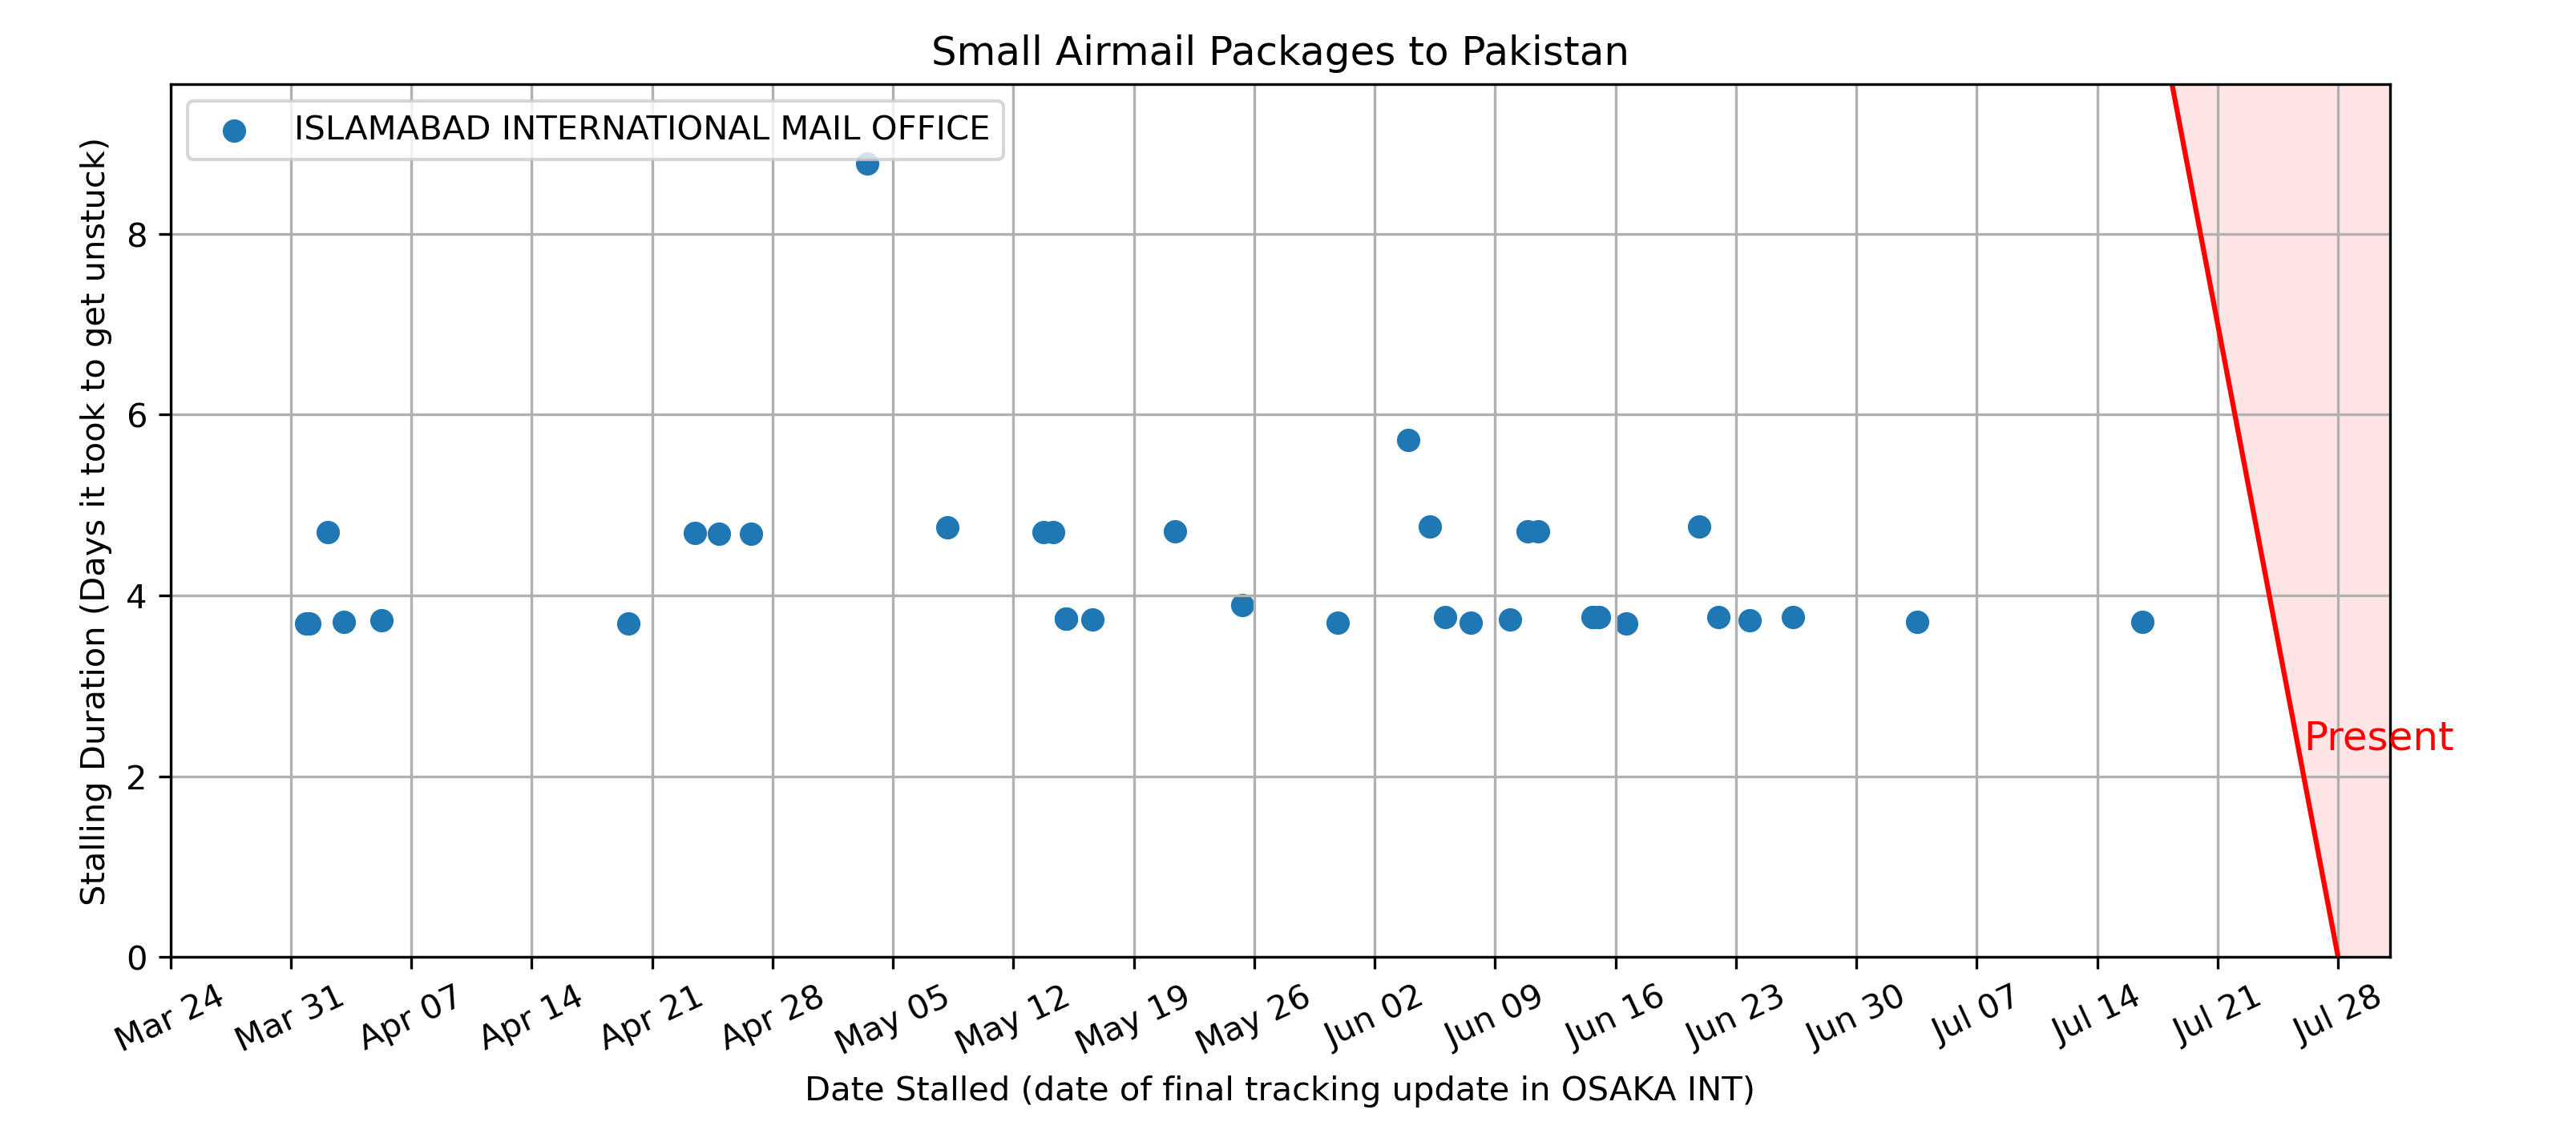 Small Airmail Packages to Pakistan
ISLAMABAD INTERNATIONAL MAIL OFFICE
Stalling Duration (Days it took to get unstuck)
8
6
4
2
0
Present
Mar 24
Mar 31
Apr 07
Apr 14
Apr 21
Apr 28
May 05
May 12
May 19
May 26
Jun 02
Jun 09
Jun 16
Jun 23
Jun 30
Jul 07
Jul 14
Jul 21
Jul 28
Date Stalled (date of final tracking update in OSAKA INT)